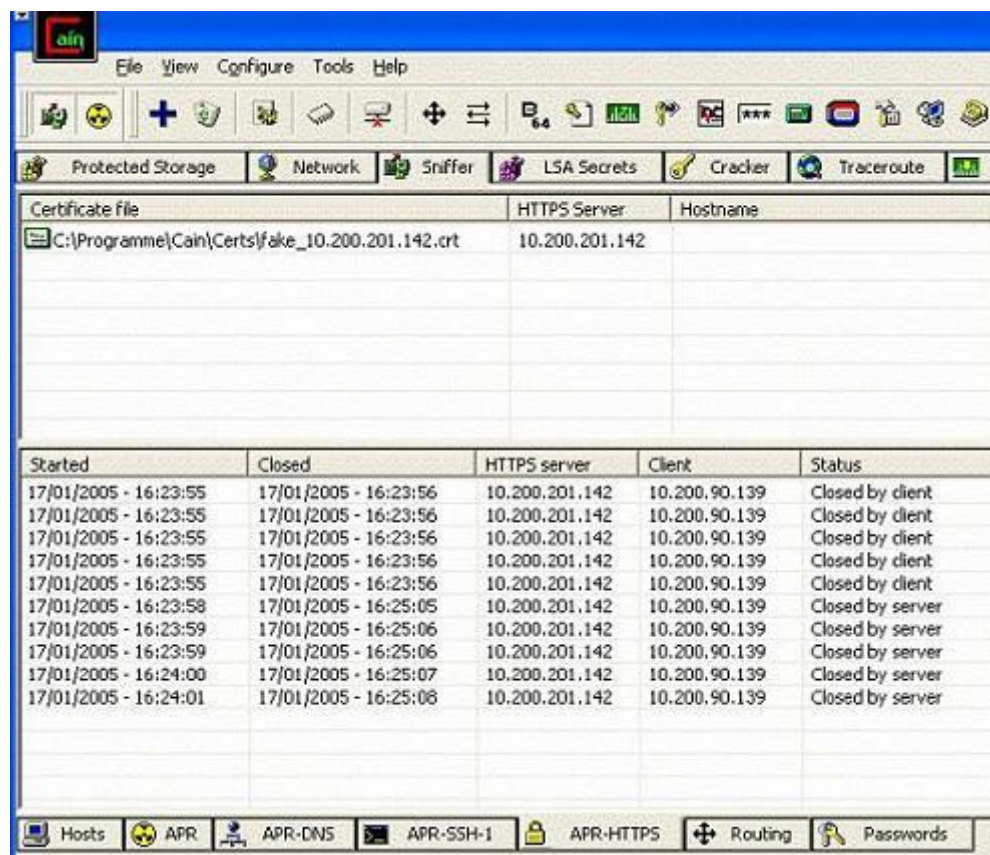 Cain
File View Configure Tools Help
B 64
***
Protected Storage Network Sniffer LSA Secrets Cracker Traceroute
Certificate file HTTPS Server Hostname
C:\Programme\Cain\Certs\fake_10.200.201.142.crt 10.200.201.142
Started Closed HTTPS server Client Status
17/01/2005 - 16:23:55 17/01/2005 - 16:23:56 10.200.201.142 10.200.90.139 Closed by client
17/01/2005 - 16:23:55 17/01/2005 - 16:23:56 10.200.201.142 10.200.90.139 Closed by client
17/01/2005 - 16:23:55 17/01/2005 - 16:23:56 10.200.201.142 10.200.90.139 Closed by client
17/01/2005 - 16:23:55 17/01/2005 - 16:23:56 10.200.201.142 10.200.90.139 Closed by client
17/01/2005 - 16:23:55 17/01/2005 - 16:23:56 10.200.201.142 10.200.90.139 Closed by client
17/01/2005 - 16:23:58 17/01/2005 - 16:25:05 10.200.201.142 10.200.90.139 Closed by server
17/01/2005 - 16:23:59 17/01/2005 - 16:25:06 10.200.201.142 10.200.90.139 Closed by server
17/01/2005 - 16:23:59 17/01/2005 - 16:25:06 10.200.201.142 10.200.90.139 Closed by server
17/01/2005 - 16:24:00 17/01/2005 - 16:25:07 10.200.201.142 10.200.90.139 Closed by server
17/01/2005 - 16:24:01 17/01/2005 - 16:25:08 10.200.201.142 10.200.90.139 Closed by server
Hosts APR APR-DNS APR-SSH-1 APR-HTTPS Routing Passwords